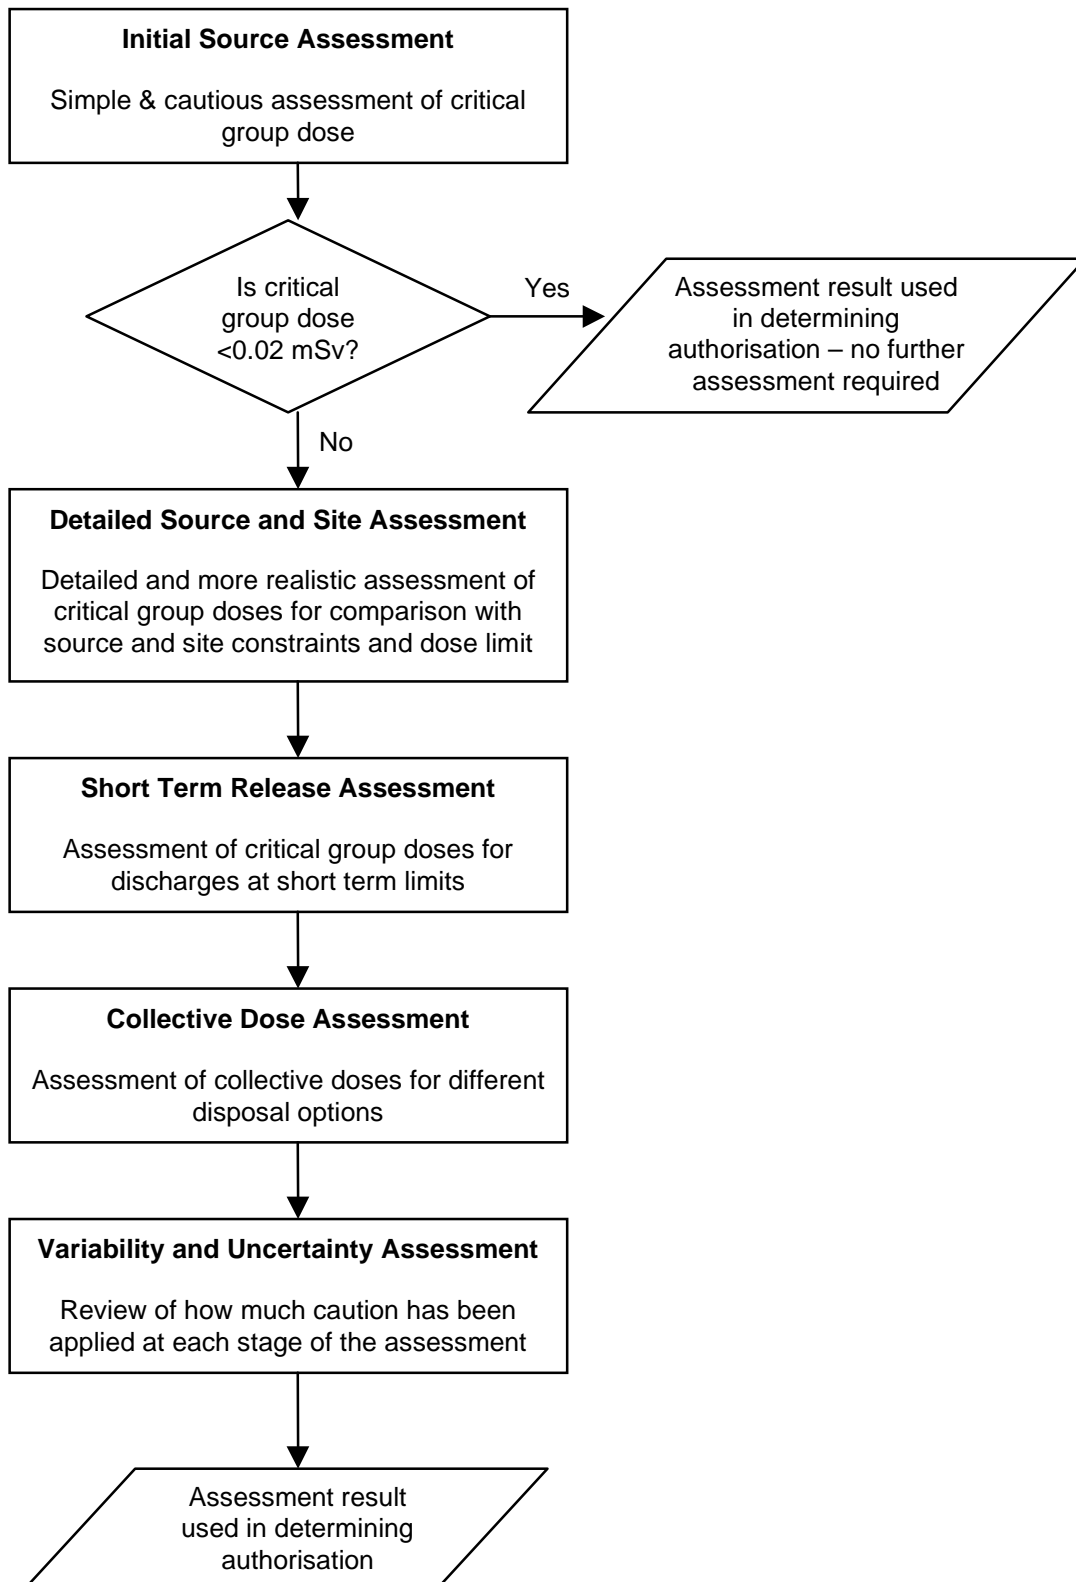 Initial Source Assessment
Simple & cautious assessment of critical
group dose
Is critical
group dose
<0.02 mSv?
Yes
Assessment result used
in determining
authorisation – no further
assessment required
No
Detailed Source and Site Assessment
Detailed and more realistic assessment of
critical group doses for comparison with
source and site constraints and dose limit
Short Term Release Assessment
Assessment of critical group doses for
discharges at short term limits
Collective Dose Assessment
Assessment of collective doses for different
disposal options
Variability and Uncertainty Assessment
Review of how much caution has been
applied at each stage of the assessment
Assessment result
used in determining
authorisation